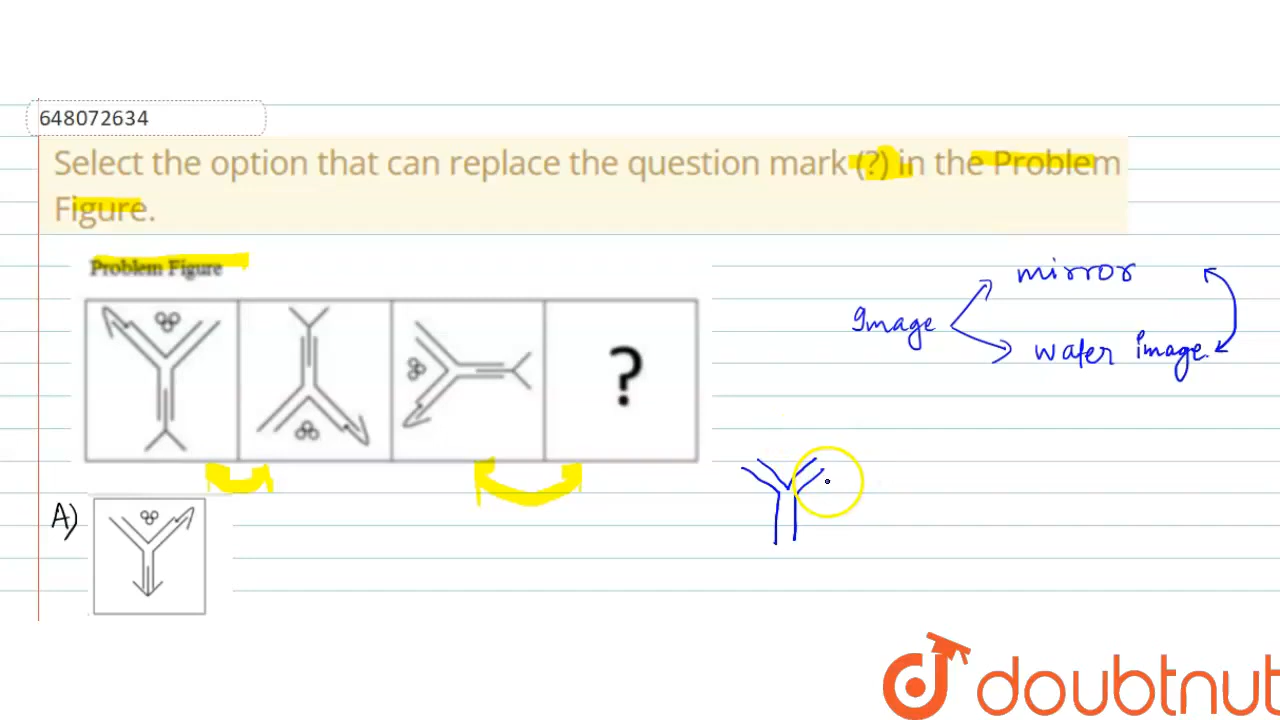 648072634
Select the option that can replace the question mark (?) in the Problem
Figure.
Problem Figure
?
Image
mirror
water image.
A)
doubtnut